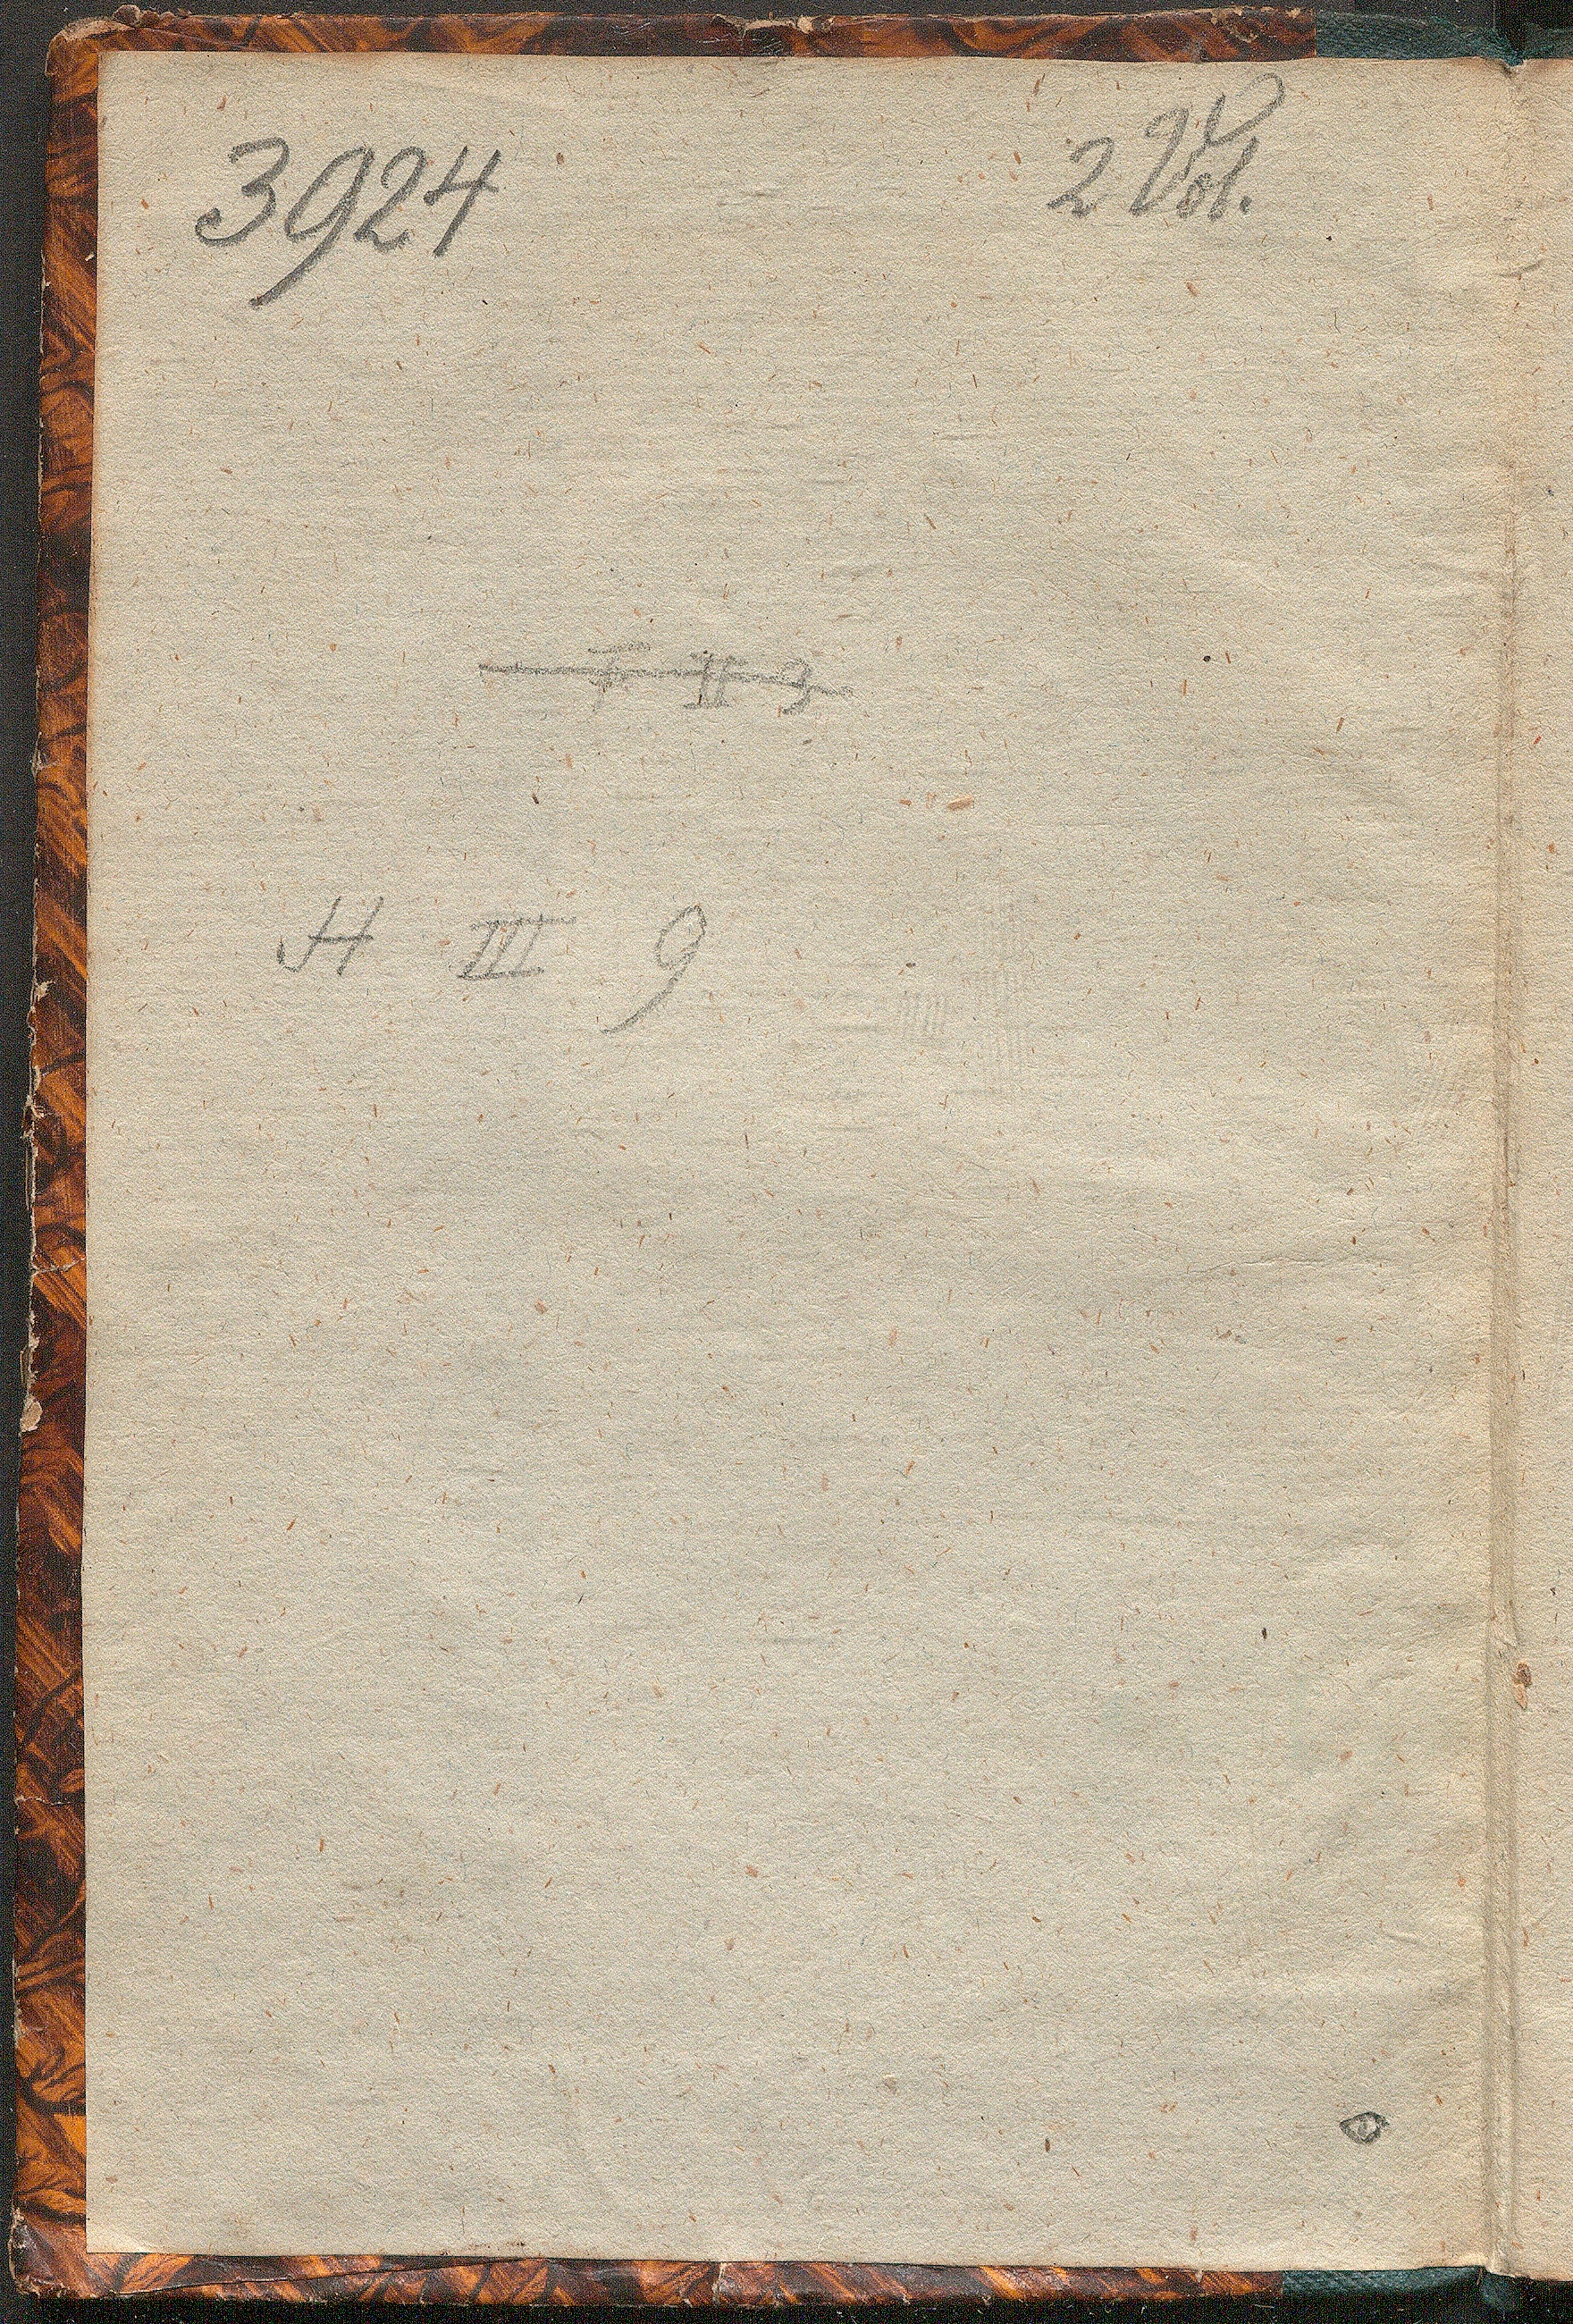 3924 2 Vol.
F II 3
H III 9